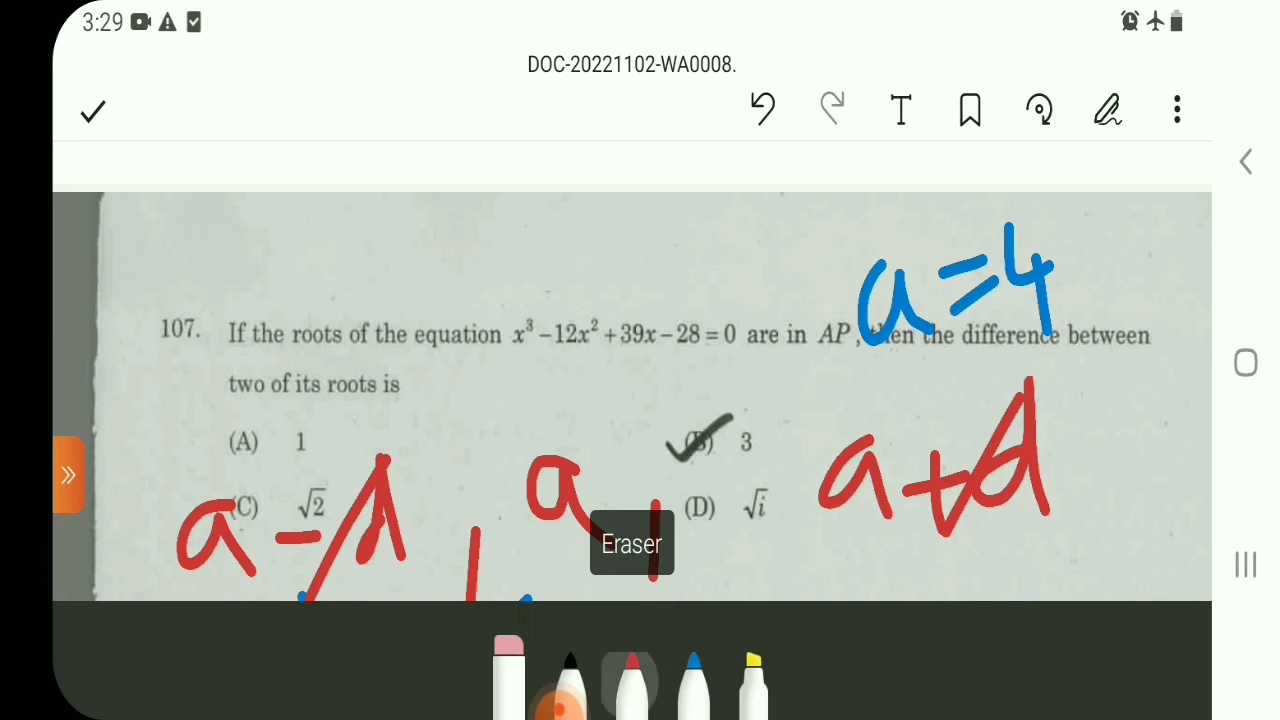 3:29
DOC-20221102-WA0008.
T
a=4
107. If the roots of the equation x³ – 12x² + 39x – 28 = 0 are in AP, then the difference between
two of its roots is
(A) 1
(B) 3
(C) √2
(D) √i
a-d, a, a+d
Eraser